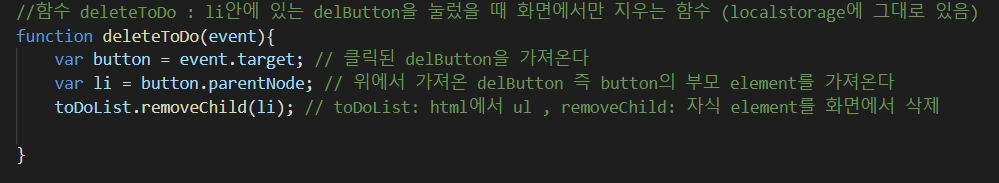 //함수 deleteToDo : li안에 있는 delButton을 눌렀을 때 화면에서만 지우는 함수 (localstorage에 그대로 있음)
function deleteToDo(event){
var button = event.target; // 클릭된 delButton을 가져온다
var li = button.parentNode; // 위에서 가져온 delButton 즉 button의 부모 element를 가져온다
toDoList.removeChild(li); // toDoList: html에서 ul , removeChild: 자식 element를 화면에서 삭제
}